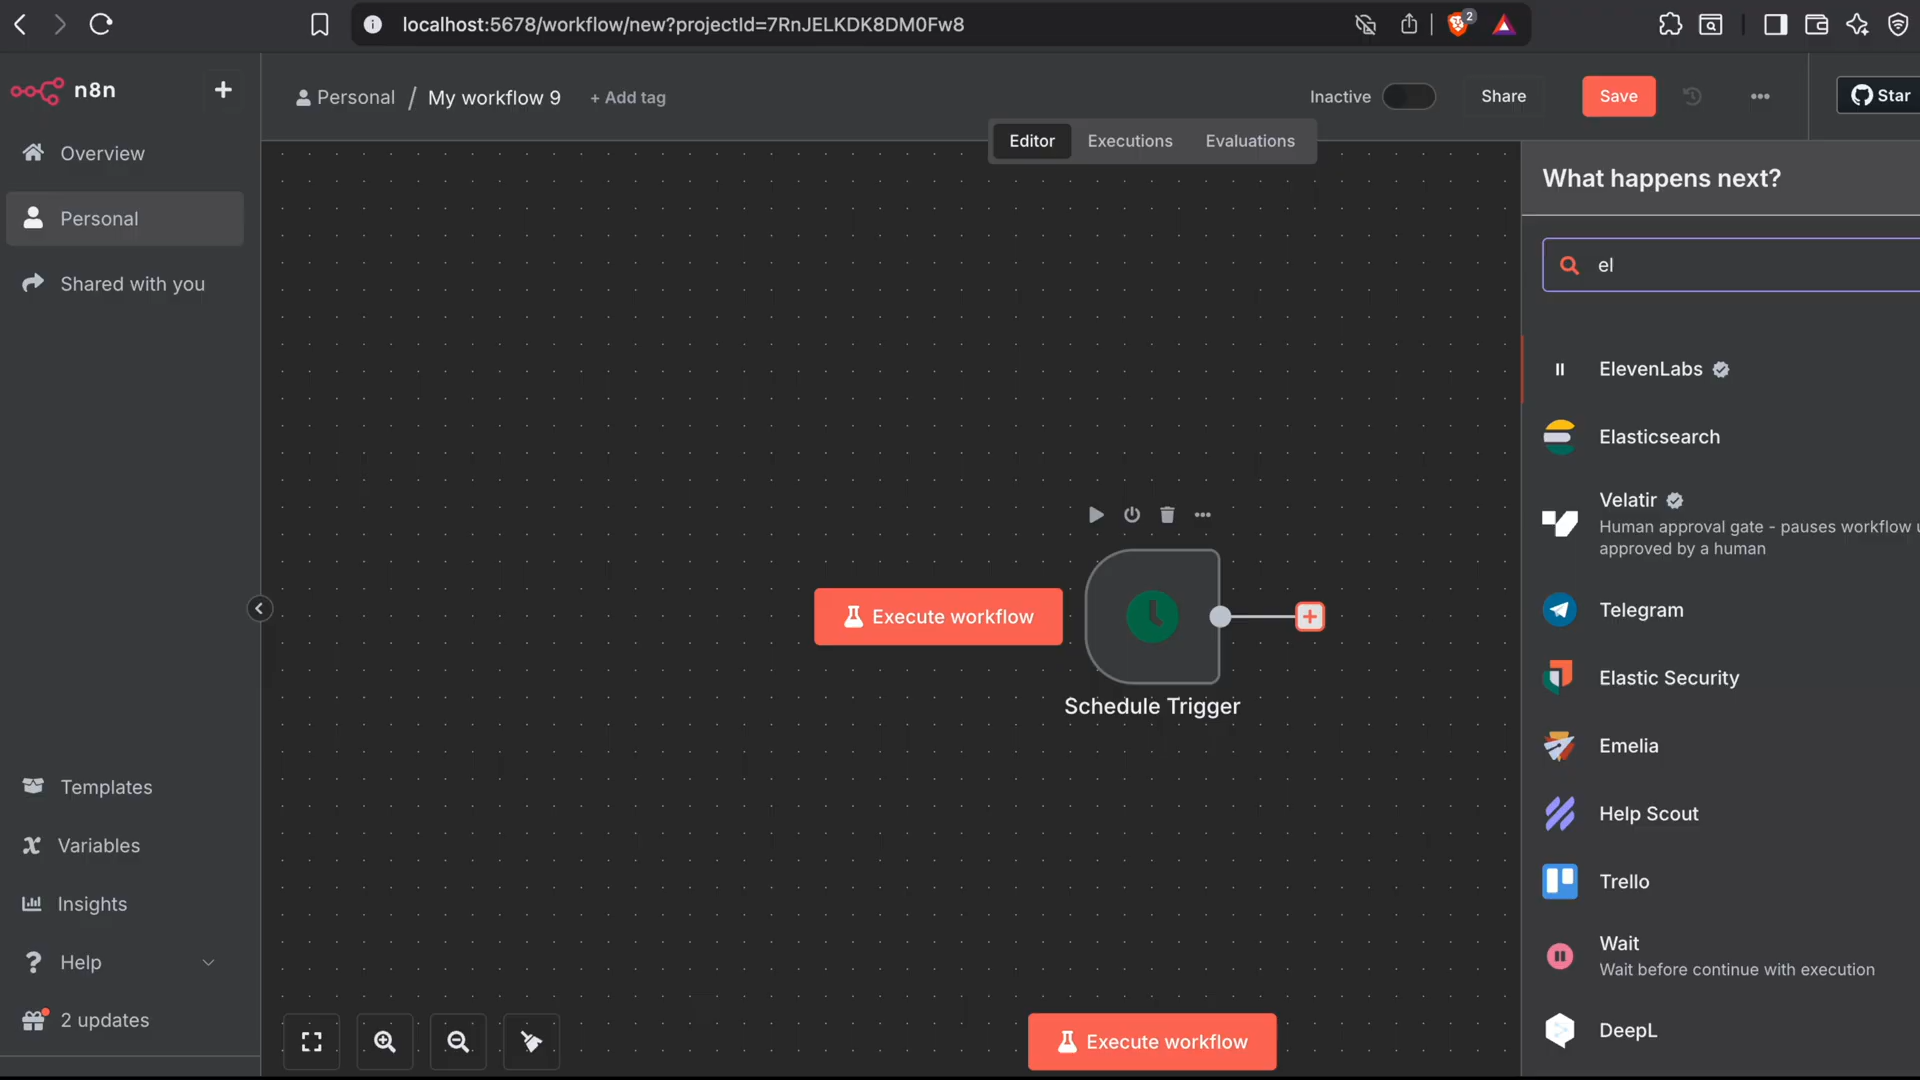 localhost:5678/workflow/new?projectId=7RnJELKDK8DM0Fw8
2
n8n
Overview
Personal
Shared with you
Templates
Variables
Insights
Help
2 updates
Personal / My workflow 9 + Add tag
Inactive
Share
Save
Star
Editor
Executions
Evaluations
Execute workflow
Schedule Trigger
Execute workflow
What happens next?
el
ElevenLabs
Elasticsearch
Velatir
Human approval gate - pauses workflow u
approved by a human
Telegram
Elastic Security
Emelia
Help Scout
Trello
Wait
Wait before continue with execution
DeepL